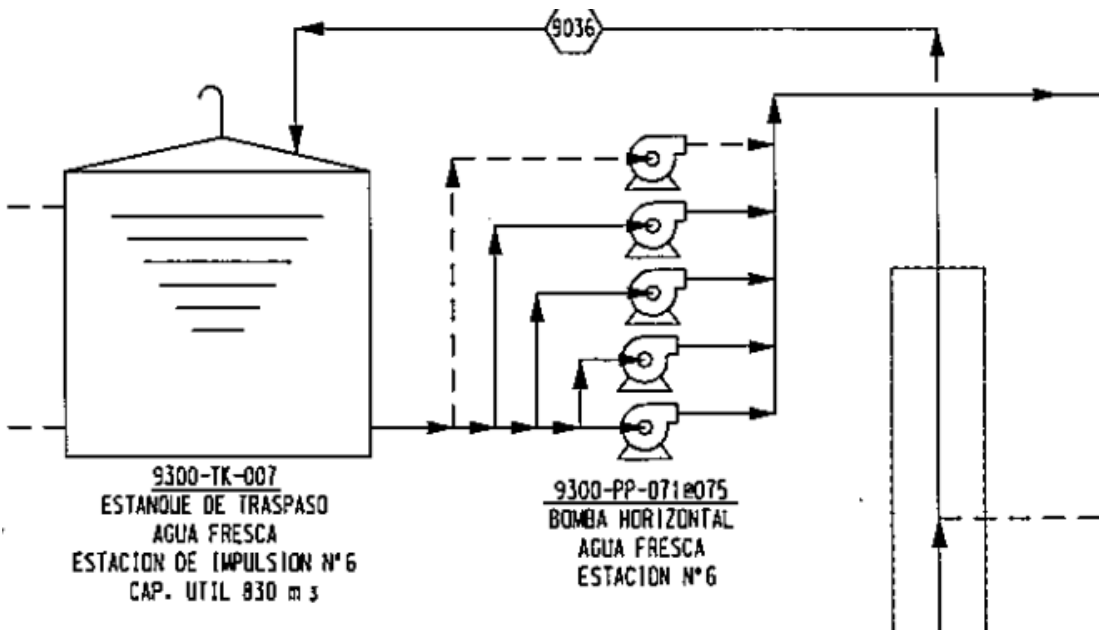 9036
9300-TK-007
ESTANQUE DE TRASPASO
AGUA FRESCA
ESTACION DE IMPULSION N°6
CAP. UTIL 830 m3
9300-PP-071@075
BOMBA HORIZONTAL
AGUA FRESCA
ESTACION N°6